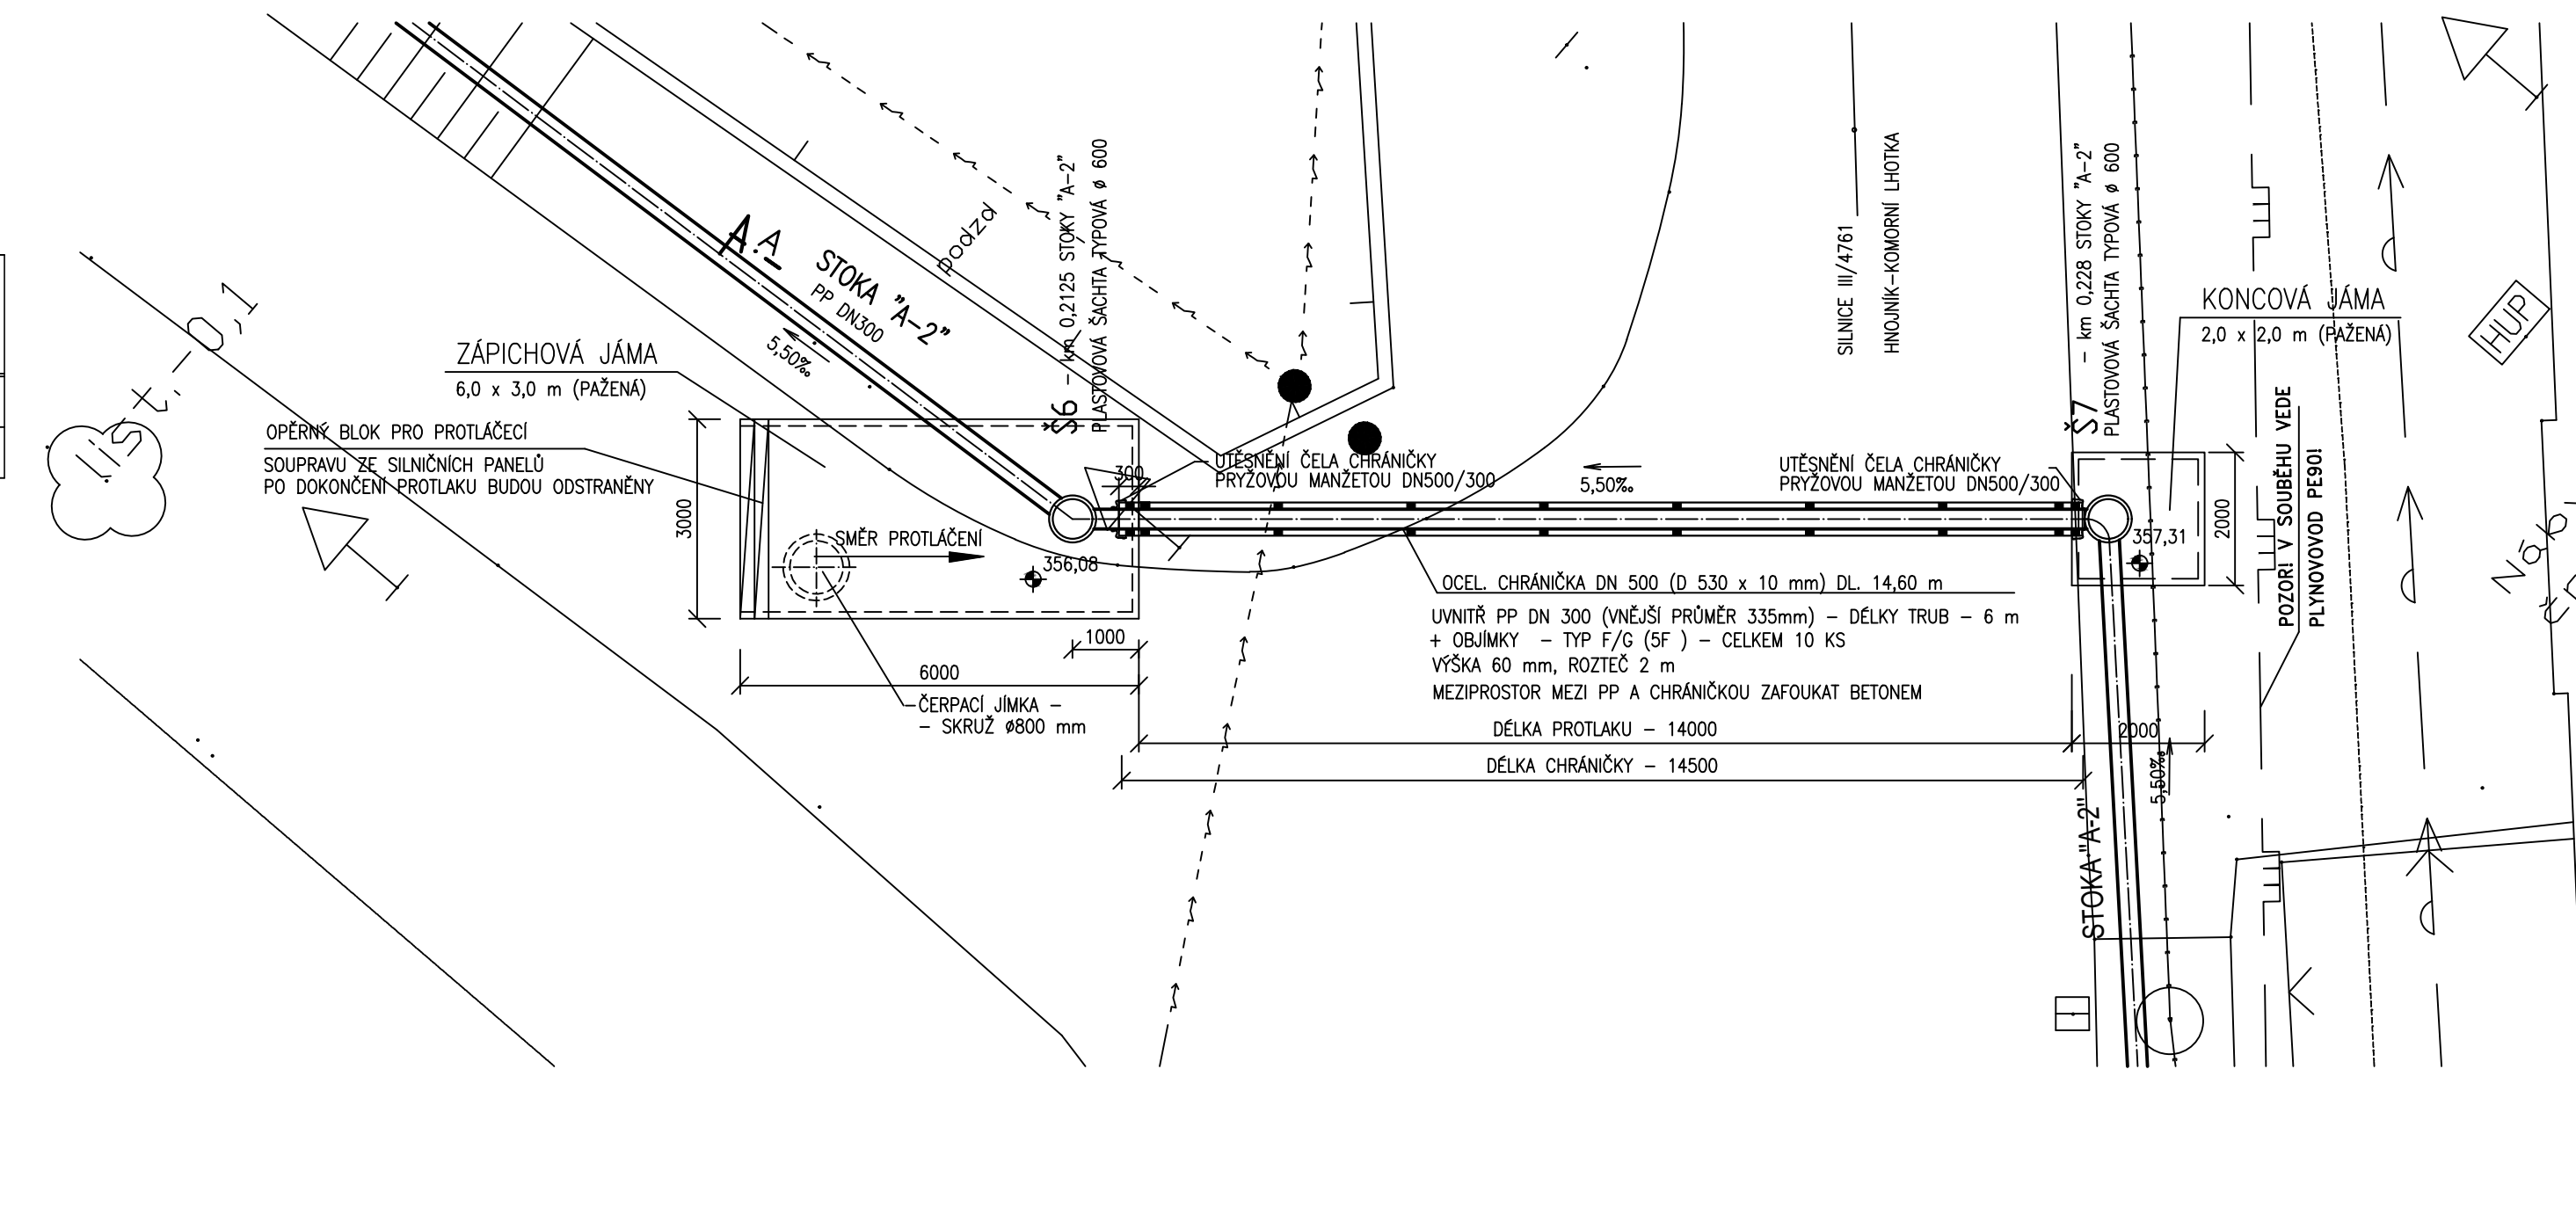 A.A
STOKA "A-2"
PP DN300
5,50‰
podzd
Š6 - km 0,2125 STOKY "A-2"
PLASTOVOVÁ ŠACHTA TYPOVÁ ø 600
ZÁPICHOVÁ JÁMA
6,0 x 3,0 m (PAŽENÁ)
OPĚRNÝ BLOK PRO PROTLÁČECÍ
SOUPRAVU ZE SILNIČNÍCH PANELŮ
PO DOKONČENÍ PROTLAKU BUDOU ODSTRANĚNY
3000
SMĚR PROTLÁČENÍ
356,08
300
UTĚSNĚNÍ ČELA CHRÁNIČKY
PRYŽOVOU MANŽETOU DN500/300
1000
6000
-ČERPACÍ JÍMKA -
- SKRUŽ ø800 mm
5,50‰
SILNICE III/4761
HNOJNÍK-KOMORNÍ LHOTKA
UTĚSNĚNÍ ČELA CHRÁNIČKY
PRYŽOVOU MANŽETOU DN500/300
OCEL. CHRÁNIČKA DN 500 (D 530 x 10 mm) DL. 14,60 m
UVNITŘ PP DN 300 (VNĚJŠÍ PRŮMĚR 335mm) - DÉLKY TRUB - 6 m
+ OBJÍMKY - TYP F/G (5F ) - CELKEM 10 KS
VÝŠKA 60 mm, ROZTEČ 2 m
MEZIPROSTOR MEZI PP A CHRÁNIČKOU ZAFOUKAT BETONEM
DÉLKA PROTLAKU - 14000
DÉLKA CHRÁNIČKY - 14500
Š7 - km 0,228 STOKY "A-2"
PLASTOVOVÁ ŠACHTA TYPOVÁ ø 600
KONCOVÁ JÁMA
2,0 x 2,0 m (PAŽENÁ)
357,31
2000
2000
5,50‰
STOKA"A-2"
POZOR! V SOUBĚHU VEDE
PLYNOVOD PE90!
HUP